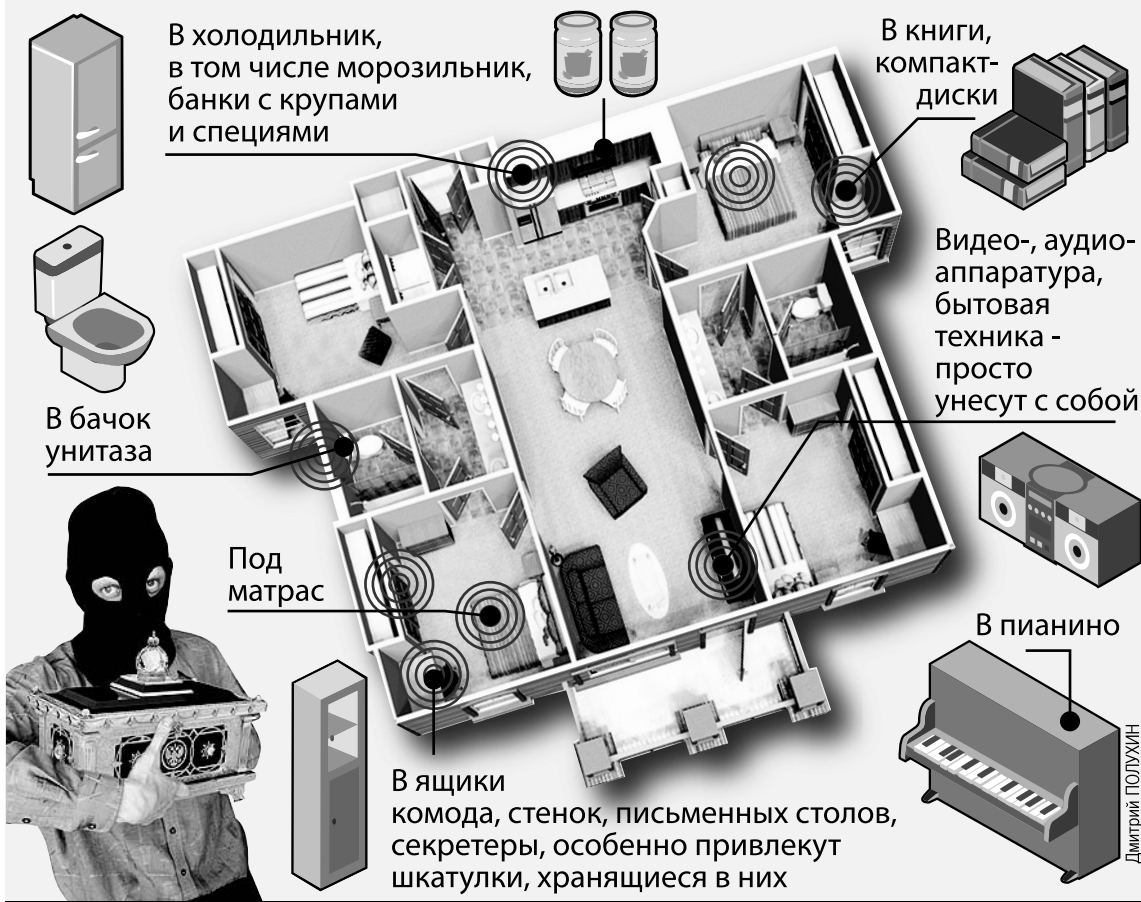 В холодильник,
в том числе морозильник,
банки с крупами
и специями
В книги,
компакт-
диски
Видео-, аудио-
аппаратура,
бытовая
техника -
просто
унесут с собой
В бачок
унитаза
Под
матрас
В пианино
В ящики
комода, стенок, письменных столов,
секретеры, особенно привлекут
шкатулки, хранящиеся в них
Дмитрий ПОЛУХИН